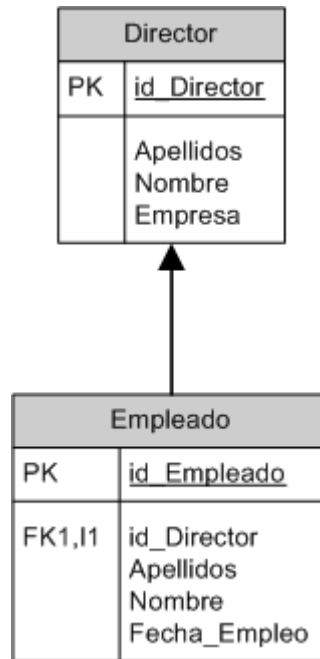 Director
PK id_Director
Apellidos
Nombre
Empresa
Empleado
PK id_Empleado
FK1,I1 id_Director
Apellidos
Nombre
Fecha_Empleo